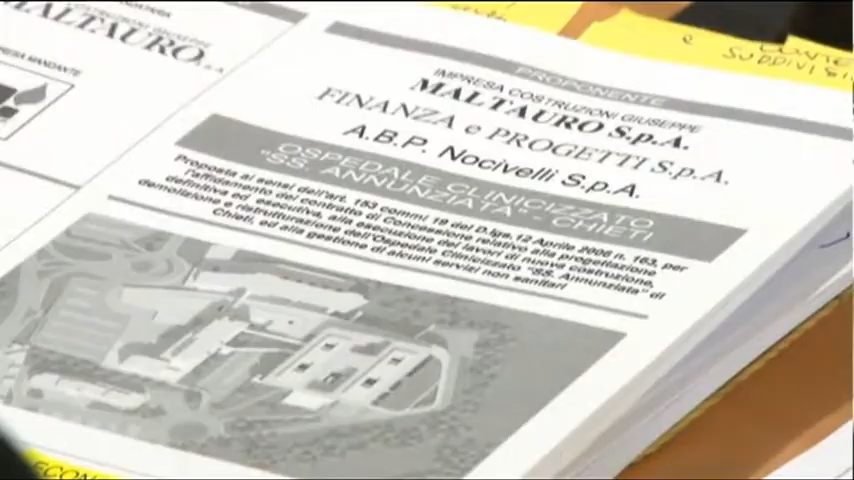 MALTAURO S.p.A.
PROPONENTE
IMPRESA COSTRUZIONI GIUSEPPE
MALTAURO S.p.A.
FINANZA e PROGETTI S.p.A.
A.B.P. Nocivelli S.p.A.
OSPEDALE CLINICIZZATO
"SS. ANNUNZIATA" - CHIETI
Proposta ai sensi dell'art. 153 commi 19 del D.lgs. 12 Aprile 2006 n. 163, per
l'affidamento del contratto di Concessione relativo alla progettazione
definitiva ed esecutiva, alla esecuzione dei lavori di nuova costruzione,
demolizione e ristrutturazione dell'Ospedale Clinicizzato "SS. Annunziata" di
Chieti, ed alla gestione di alcuni servizi non sanitari